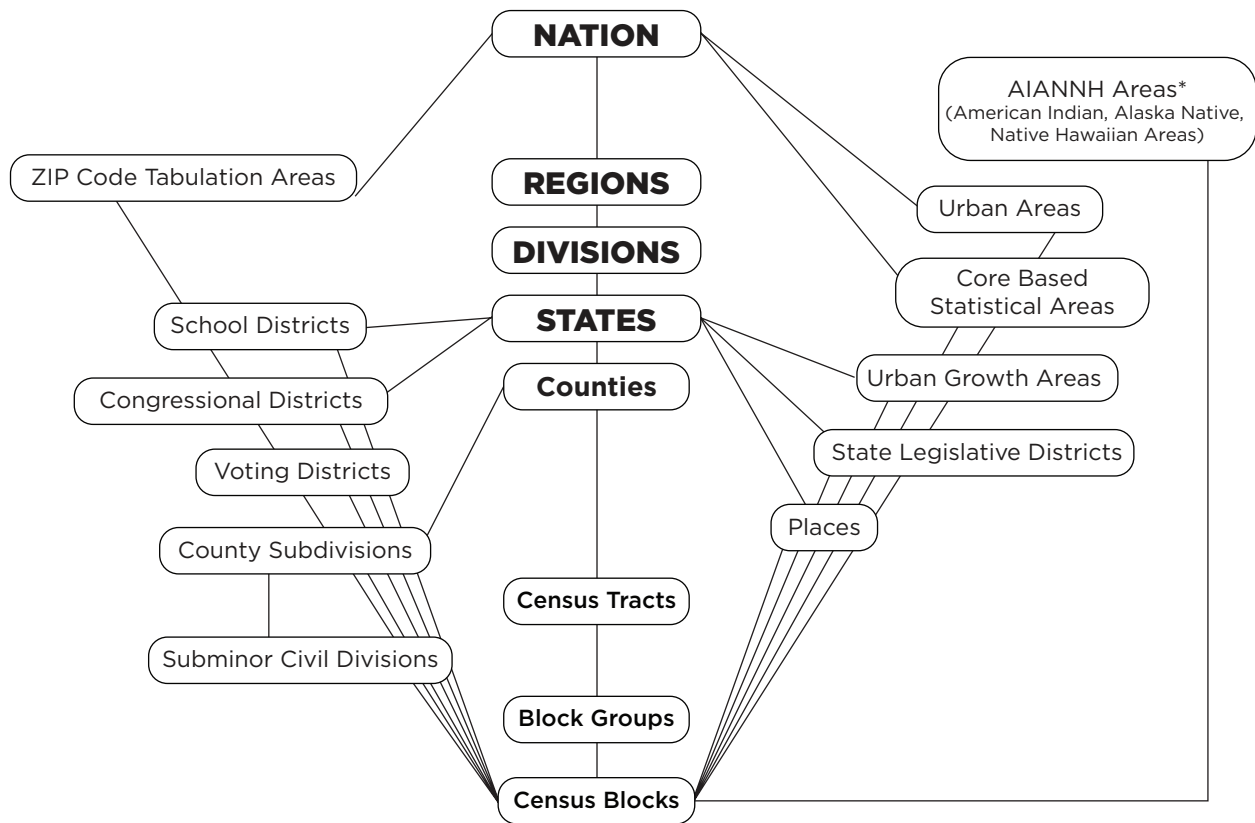 NATION
AIANNH Areas*
(American Indian, Alaska Native,
Native Hawaiian Areas)
ZIP Code Tabulation Areas
REGIONS
Urban Areas
DIVISIONS
Core Based
Statistical Areas
School Districts
STATES
Congressional Districts
Counties
Urban Growth Areas
Voting Districts
State Legislative Districts
County Subdivisions
Places
Census Tracts
Subminor Civil Divisions
Block Groups
Census Blocks